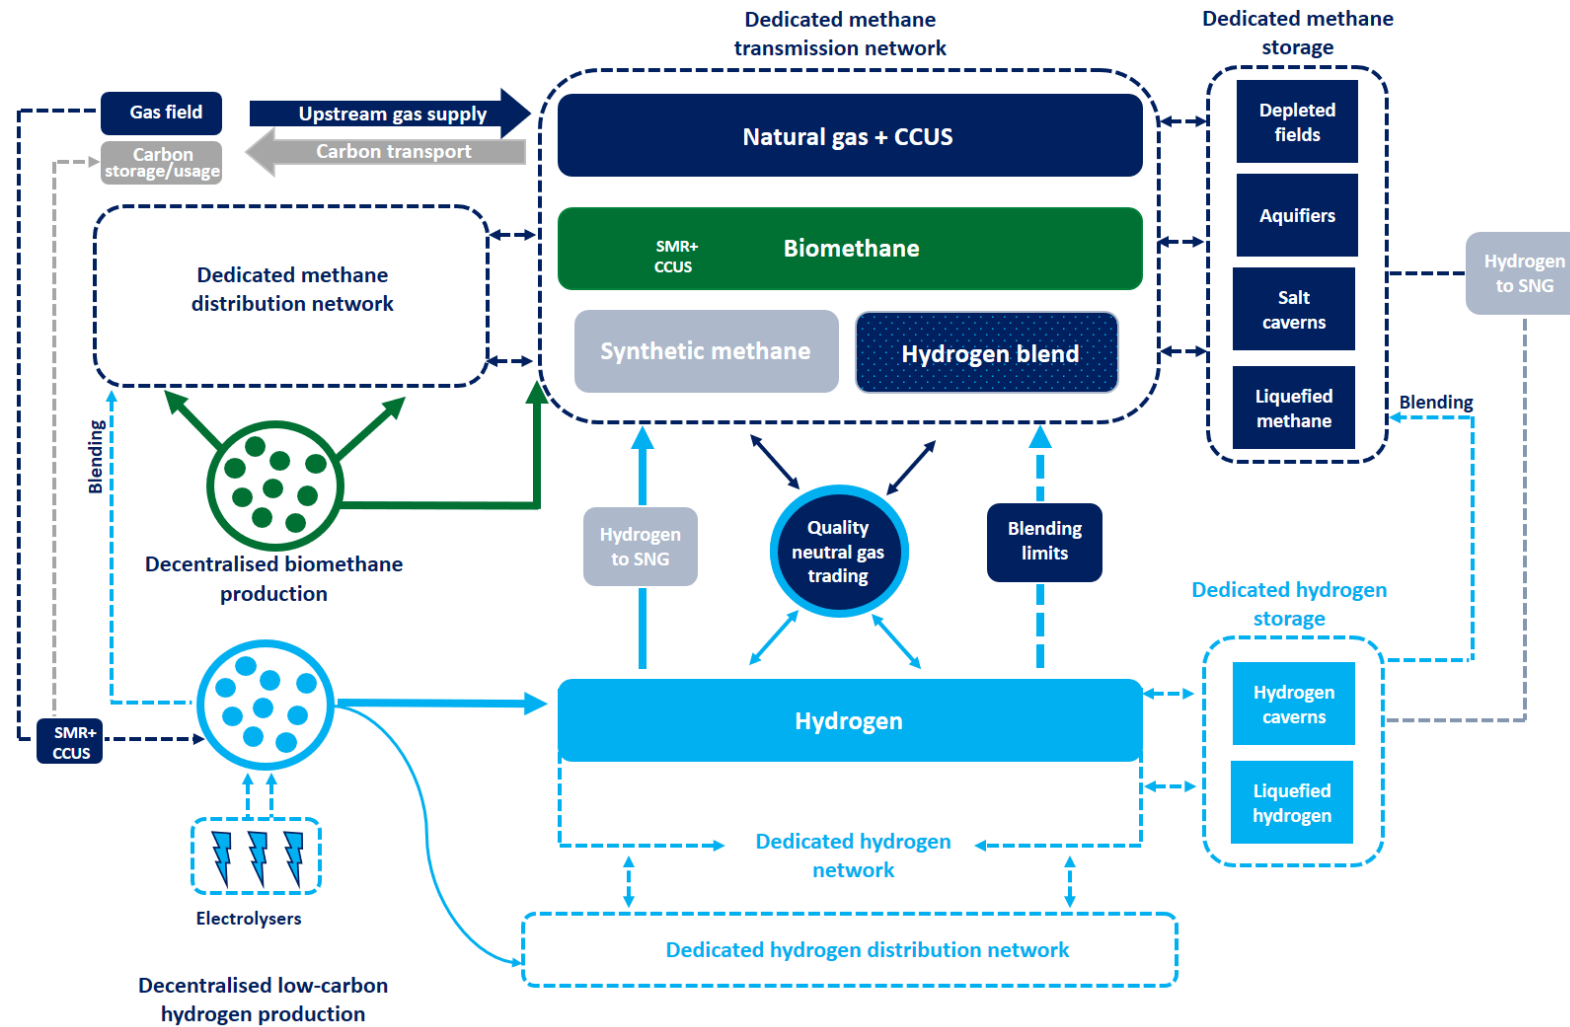 Dedicated methane
transmission network
Dedicated methane
storage
Gas field
Upstream gas supply
Carbon
storage/usage
Carbon transport
Natural gas + CCUS
Depleted
fields
Aquifiers
SMR+
CCUS
Biomethane
Dedicated methane
distribution network
Hydrogen
to SNG
Salt
caverns
Synthetic methane
Hydrogen blend
Liquefied
methane
Blending
Blending
Hydrogen
to SNG
Quality
neutral gas
trading
Blending
limits
Decentralised biomethane
production
Dedicated hydrogen
storage
Hydrogen
caverns
Hydrogen
SMR+
CCUS
Liquefied
hydrogen
Dedicated hydrogen
network
Electrolysers
Dedicated hydrogen distribution network
Decentralised low-carbon
hydrogen production